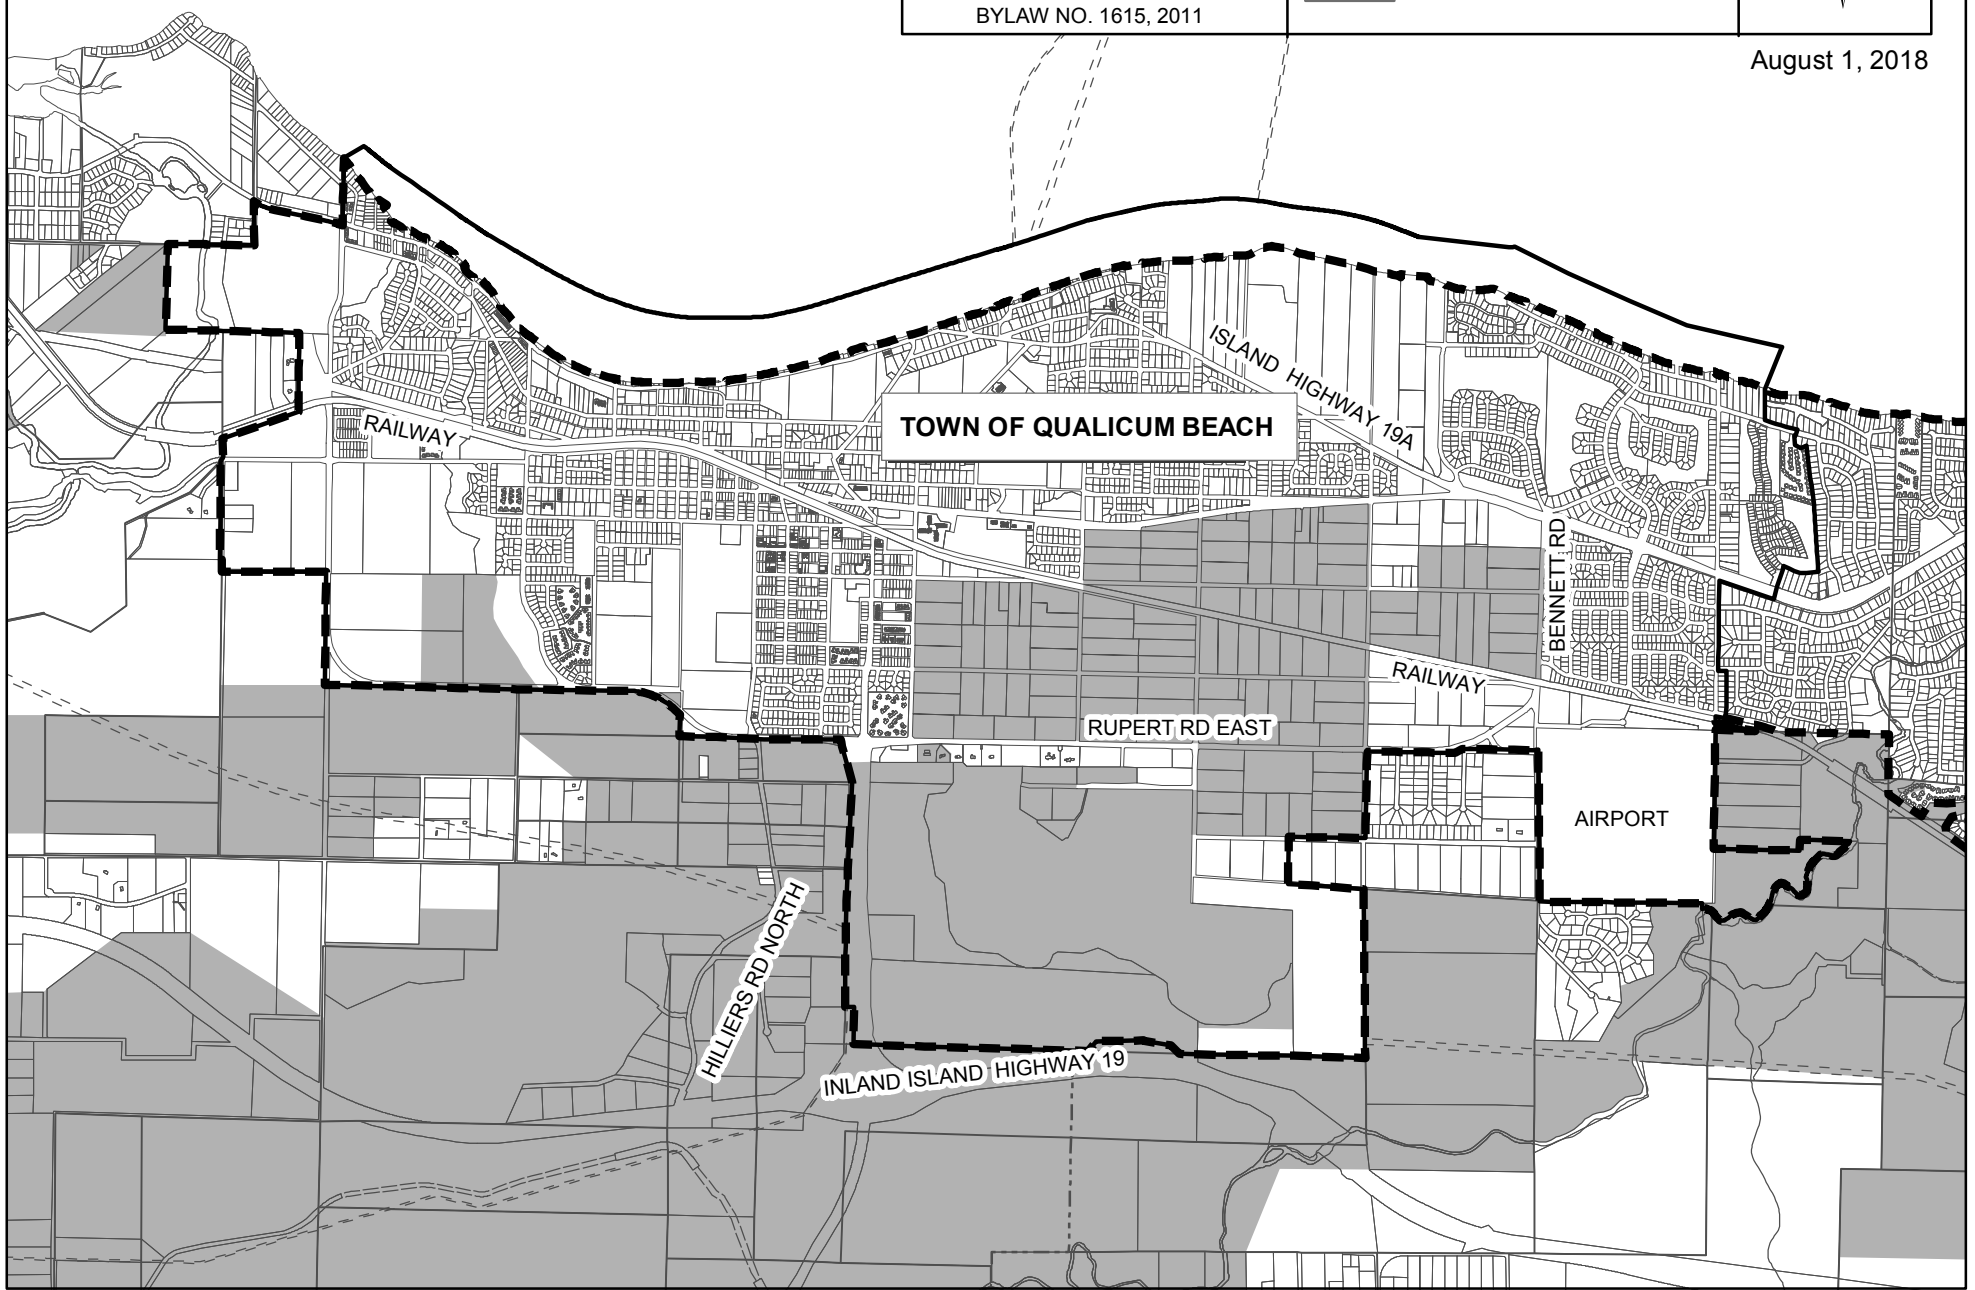 BYLAW NO. 1615, 2011
August 1, 2018
ISLAND HIGHWAY 19A
RAILWAY
TOWN OF QUALICUM BEACH
BENNETT RD
RAILWAY
RUPERT RD EAST
AIRPORT
HILLIERS RD NORTH
INLAND ISLAND HIGHWAY 19